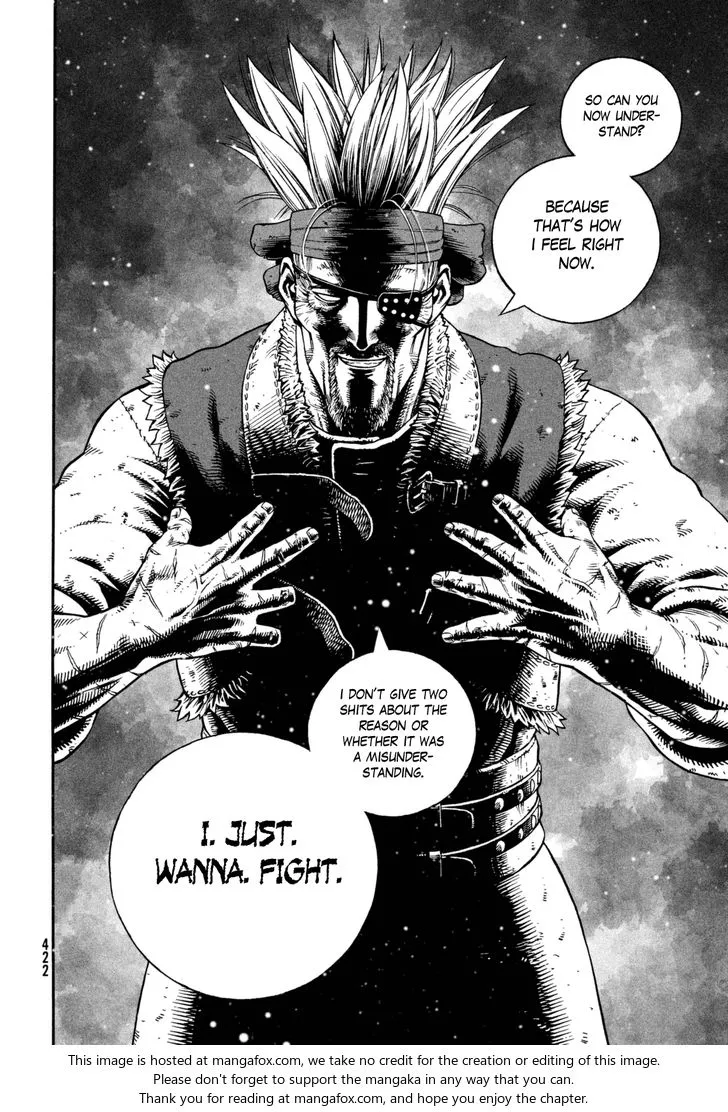 SO CAN YOU
NOW UNDER-
STAND?
BECAUSE
THAT'S HOW
I FEEL RIGHT
NOW.
I DON'T GIVE TWO
SHITS ABOUT THE
REASON OR
WHETHER IT WAS
A MISUNDER-
STANDING.
I. JUST.
WANNA. FIGHT.
422
This image is hosted at mangafox.com, we take no credit for the creation or editing of this image.
Please don't forget to support the mangaka in any way that you can.
Thank you for reading at mangafox.com, and hope you enjoy the chapter.